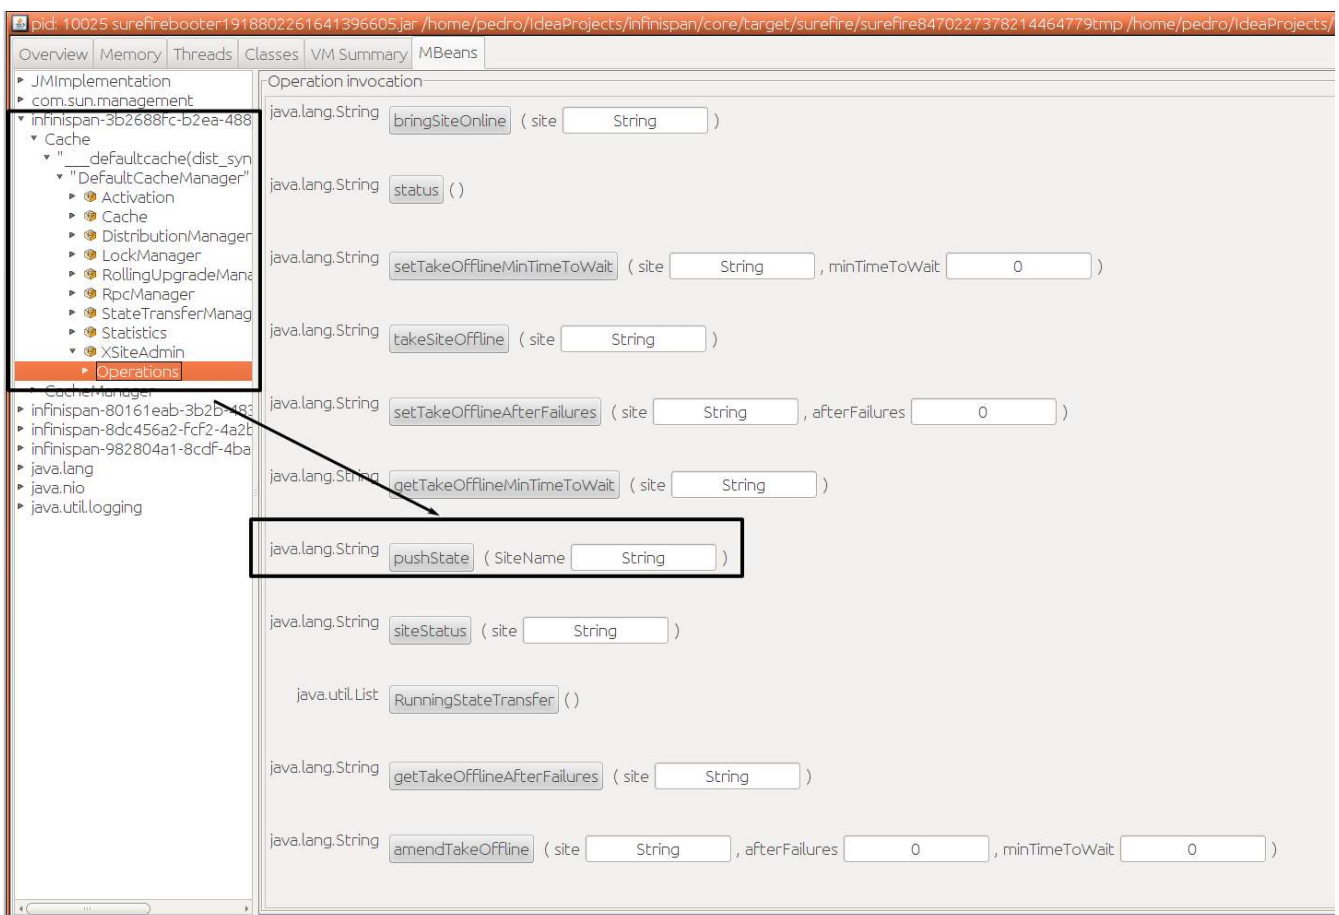 pid: 10025 surefirebooter1918802261641396605.jar /home/pedro/IdeaProjects/infinispan/core/target/surefire/surefire8470227378214464779tmp /home/pedro/IdeaProjects/
Overview Memory Threads Classes VM Summary MBeans
JMImplementation
com.sun.management
infinispan-3b2688fc-b2ea-488
Cache
"___defaultcache(dist_syn
"DefaultCacheManager"
Activation
Cache
DistributionManager
LockManager
RollingUpgradeMana
RpcManager
StateTransferManag
Statistics
XSiteAdmin
Operations
CacheManager
infinispan-80161eab-3b2b-483
infinispan-8dc456a2-fcf2-4a2b
infinispan-982804a1-8cdf-4ba
java.lang
java.nio
java.util.logging
Operation invocation
java.lang.String bringSiteOnline ( site String )
java.lang.String status ( )
java.lang.String setTakeOfflineMinTimeToWait ( site String , minTimeToWait 0 )
java.lang.String takeSiteOffline ( site String )
java.lang.String setTakeOfflineAfterFailures ( site String , afterFailures 0 )
java.lang.String getTakeOfflineMinTimeToWait ( site String )
java.lang.String pushState ( SiteName String )
java.lang.String siteStatus ( site String )
java.util.List RunningStateTransfer ( )
java.lang.String getTakeOfflineAfterFailures ( site String )
java.lang.String amendTakeOffline ( site String , afterFailures 0 , minTimeToWait 0 )